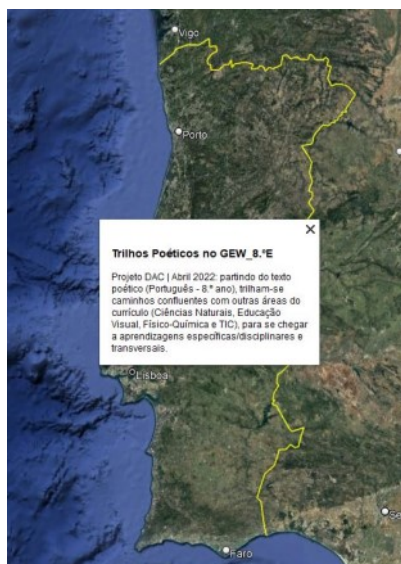 Vigo
Porto
Trilhos Poéticos no GEW_8.ºE
Projeto DAC | Abril 2022: partindo do texto
poético (Português - 8.º ano), trilham-se
caminhos confluentes com outras áreas do
currículo (Ciências Naturais, Educação
Visual, Físico-Química e TIC), para se chegar
a aprendizagens específicas/disciplinares e
transversais.
Lisboa
Se
Faro